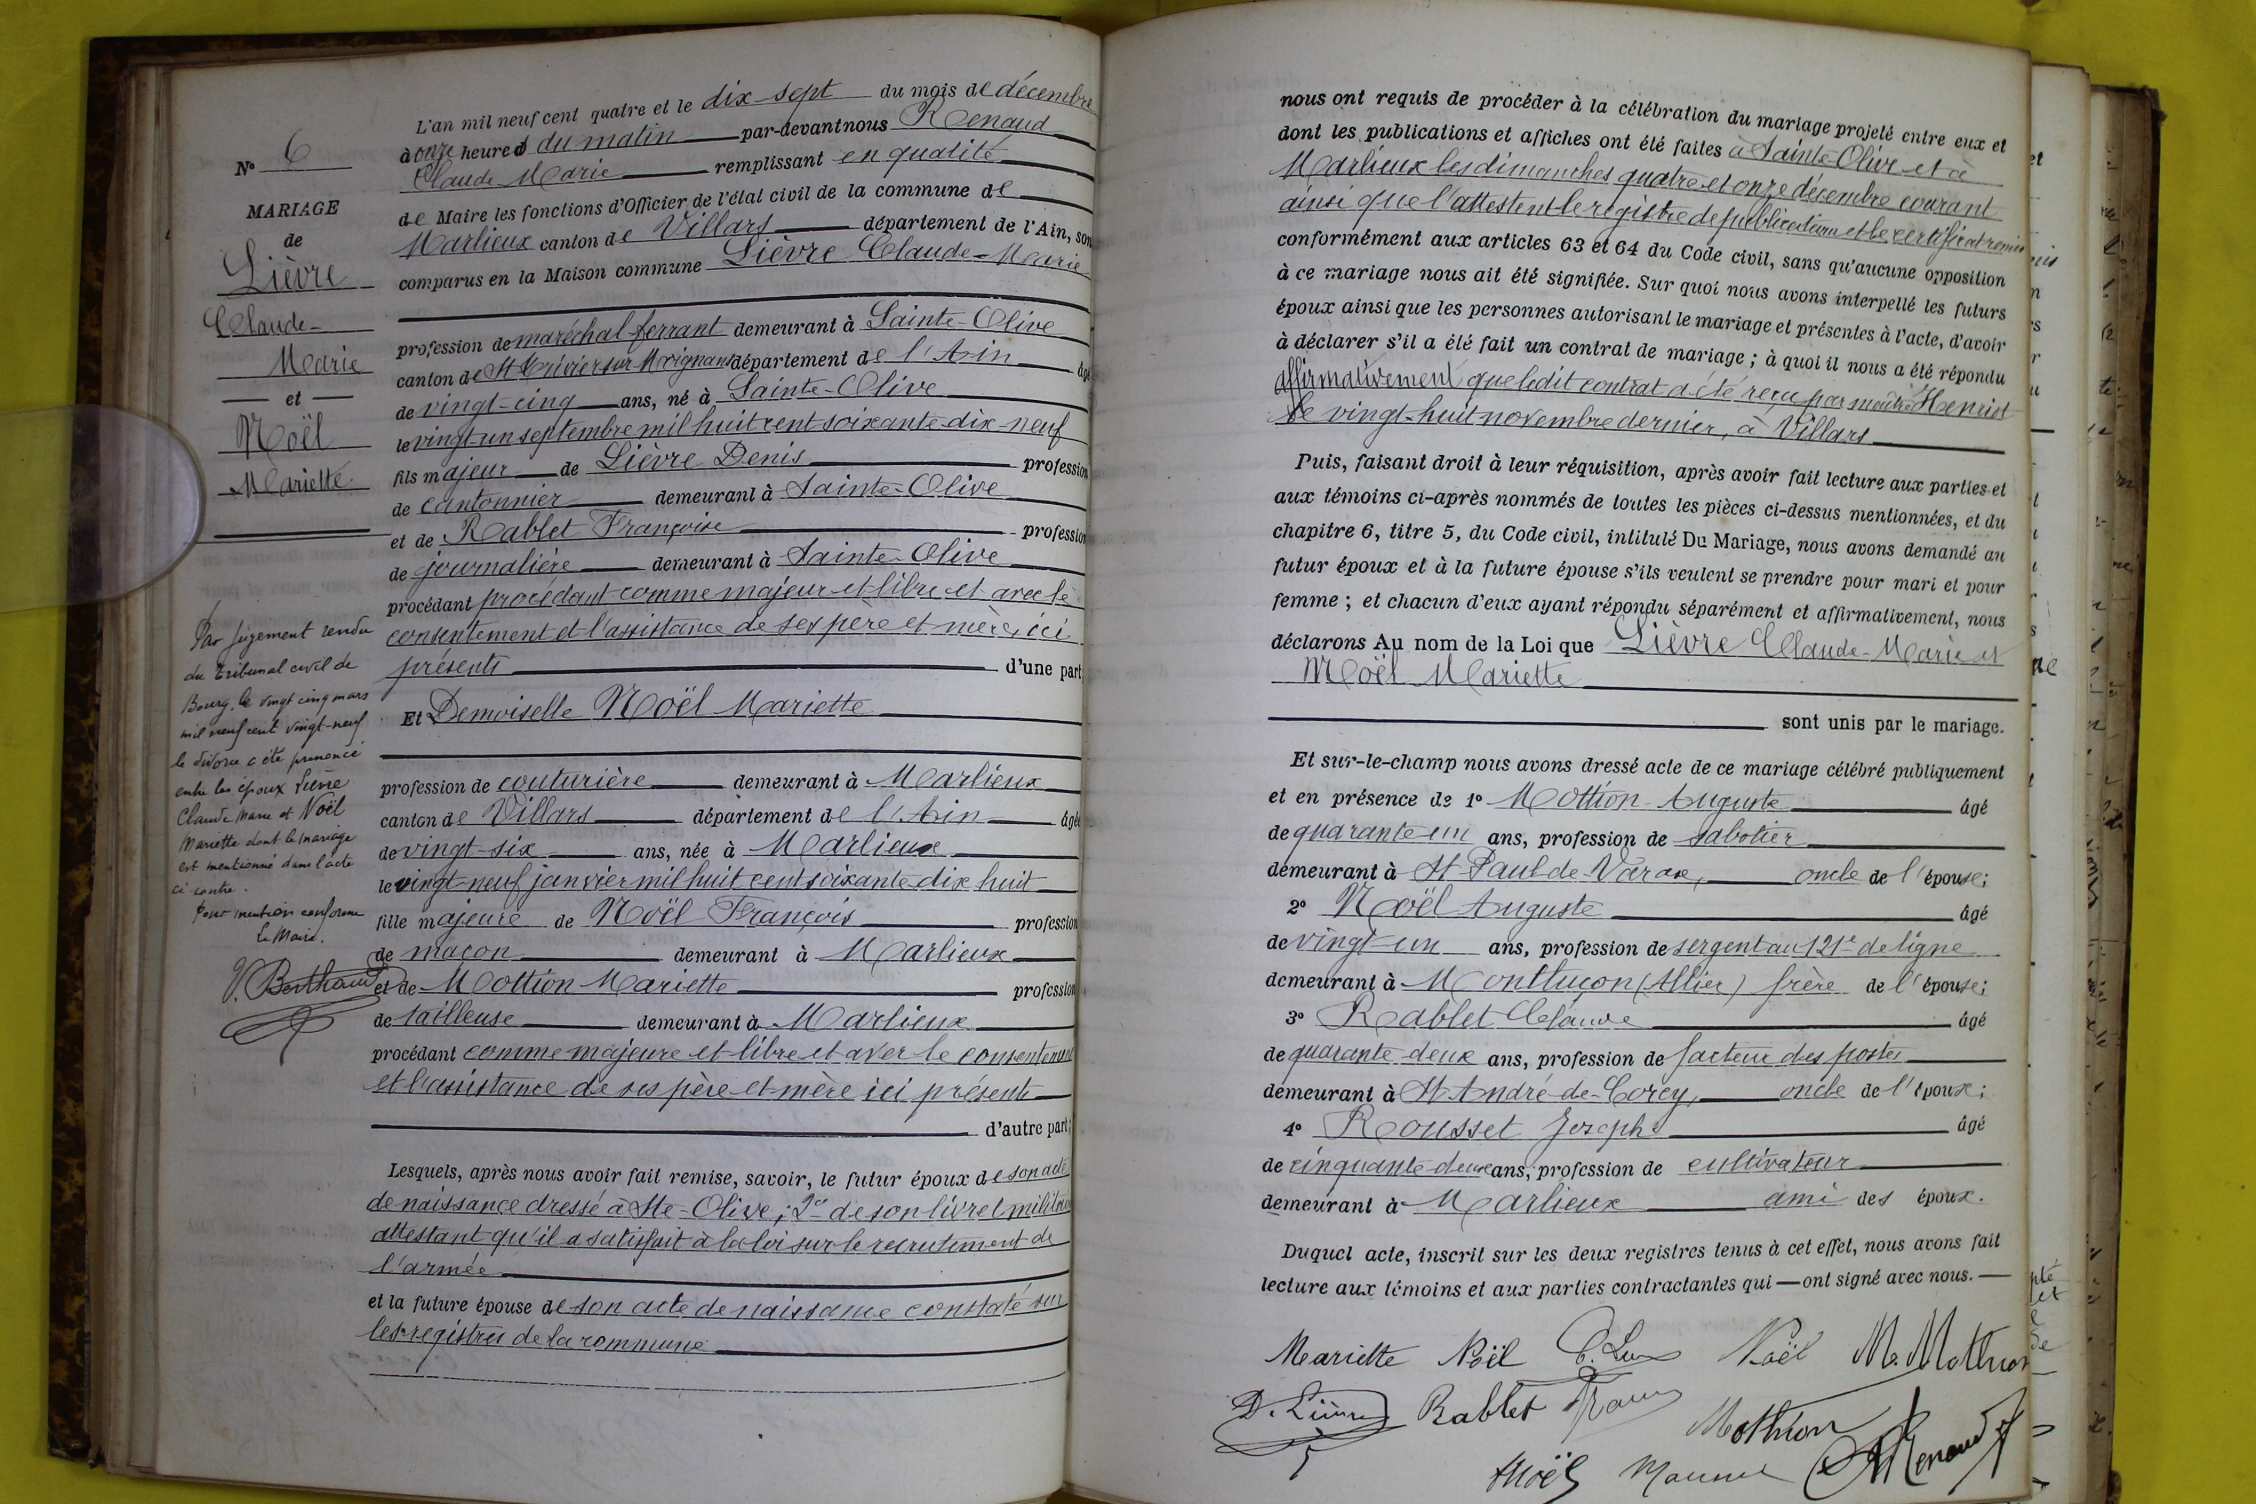 N° 6
MARIAGE
de
Lièvre
Claude-
Marie
et
Noël
Mariette
Par jugement rendu
du tribunal civil de
Bourg, le vingt cinq mars
mil neuf cent vingt-neuf
le divorce a été prononcé
entre les époux Lièvre
Claude Marie et Noël
Mariette dont le mariage
est mentionné dans l'acte
ci contre.
Pour mention conforme
Le Maire.
V. Berthaud
L'an mil neuf cent quatre et le dix-sept du mois de décembre
à onze heures du matin par-devant nous Renaud
Claude Marie remplissant en qualité
de Maire les fonctions d'Officier de l'état civil de la commune de
Marlieux canton de Villars département de l'Ain, son
comparus en la Maison commune Lièvre Claude-Marie
profession de maréchal-ferrant demeurant à Sainte-Olive
canton de St Trivier sur Moignans département de l'Ain âgé
de vingt-cinq ans, né à Sainte-Olive
le vingt-un septembre mil huit cent soixante-dix-neuf
fils majeur de Lièvre Denis profession
de cantonnier demeurant à Sainte-Olive
et de Rablet Françoise profession
de journalière demeurant à Sainte-Olive
procédant procédant comme majeur et libre et avec le
consentement et l'assistance de ses père et mère, ici
présents d'une part
Et Demoiselle Noël Mariette
profession de couturière demeurant à Marlieux
canton de Villars département de l'Ain âgée
de vingt-six ans, née à Marlieux
le vingt-neuf janvier mil huit cent soixante dix huit
fille majeure de Noël François profession
de maçon demeurant à Marlieux
et de Mottion Mariette profession
de tailleuse demeurant à Marlieux
procédant comme majeure et libre et avec le consentement
et l'assistance de ses père et mère ici présents
d'autre part;
Lesquels, après nous avoir fait remise, savoir, le futur époux de son acte
de naissance dressé à Ste-Olive; 2° de son livret militaire
attestant qu'il a satisfait à la loi sur le recrutement de
l'armée
et la future épouse de son acte de naissance constaté sur
les registres de la commune
nous ont requis de procéder à la célébration du mariage projeté entre eux et
dont les publications et affiches ont été faites à Sainte-Olive et à
Marlieux les dimanches quatre et onze décembre courant
ainsi que l'attestent le registre de publications et le certificat remis
conformément aux articles 63 et 64 du Code civil, sans qu'aucune opposition
à ce mariage nous ait été signifiée. Sur quoi nous avons interpellé les futurs
époux ainsi que les personnes autorisant le mariage et présentes à l'acte, d'avoir
à déclarer s'il a été fait un contrat de mariage; à quoi il nous a été répondu
affirmativement que ledit contrat a été reçu par maître Henriot
le vingt-huit novembre dernier, à Villars
Puis, faisant droit à leur réquisition, après avoir fait lecture aux parties et
aux témoins ci-après nommés de toutes les pièces ci-dessus mentionnées, et du
chapitre 6, titre 5, du Code civil, intitulé Du Mariage, nous avons demandé au
futur époux et à la future épouse s'ils veulent se prendre pour mari et pour
femme; et chacun d'eux ayant répondu séparément et affirmativement, nous
déclarons Au nom de la Loi que Lièvre Claude-Marie et
Noël Mariette
sont unis par le mariage.
Et sur-le-champ nous avons dressé acte de ce mariage célébré publiquement
et en présence de 1° Mottion Auguste âgé
de quarante-un ans, profession de sabotier
demeurant à St Paul-de-Varax, oncle de l'épouse;
2° Noël Auguste âgé
de vingt-un ans, profession de sergent au 121e de ligne
demeurant à Montluçon (Allier) frère de l'épouse;
3° Rablet Claude âgé
de quarante-deux ans, profession de facteur des postes
demeurant à St André-de-Corcy, oncle de l'époux;
4° Rousset Joseph âgé
de cinquante-deux ans, profession de cultivateur
demeurant à Marlieux ami des époux.
Duquel acte, inscrit sur les deux registres tenus à cet effet, nous avons fait
lecture aux témoins et aux parties contractantes qui ont signé avec nous.
Mariette Noël Noël M. Mothion
D. Lièvre Rablet Mothion
Noël Renaud